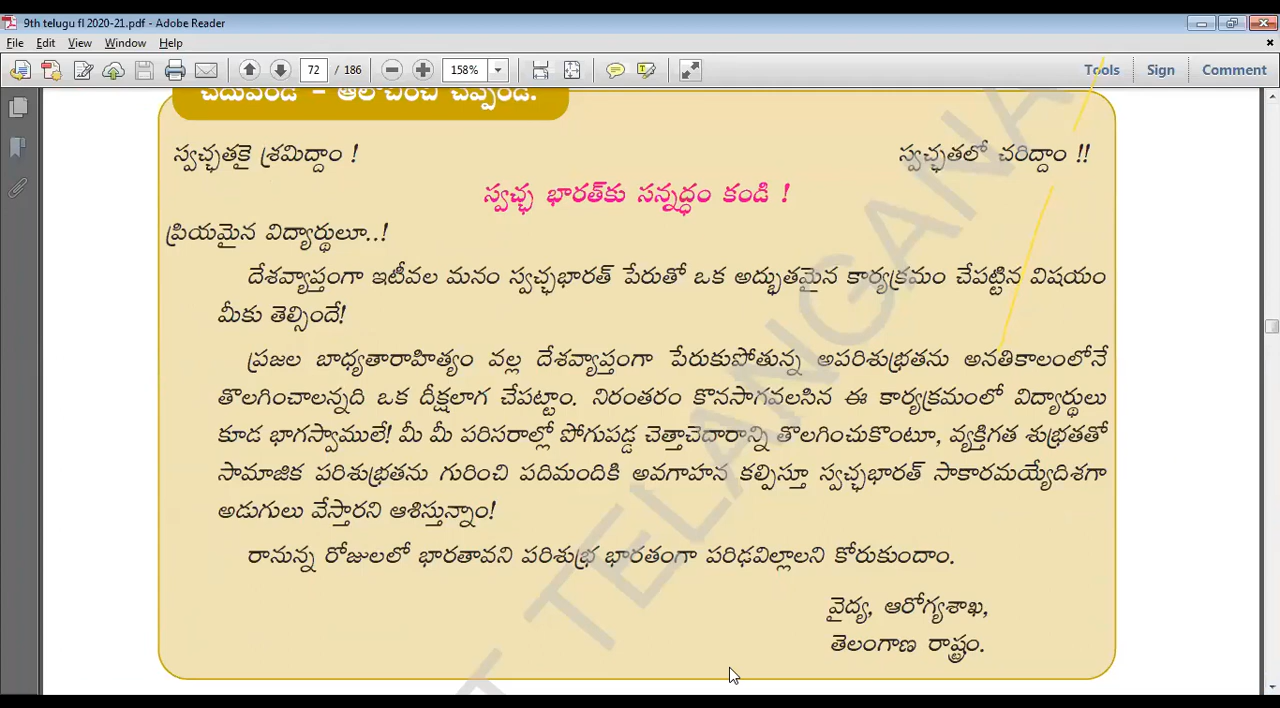 9th telugu fl 2020-21.pdf - Adobe Reader
File Edit View Window Help
72 / 186 158% Tools Sign Comment
చదవండి - ఆలోచించి చెప్పండి.
స్వచ్ఛతకై శ్రమిద్దాం ! స్వచ్ఛతలో చరిద్దాం !!
స్వచ్ఛ భారత్‌కు సన్నద్ధం కండి !
ప్రియమైన విద్యార్థులూ..!
దేశవ్యాప్తంగా ఇటీవల మనం స్వచ్ఛభారత్ పేరుతో ఒక అద్భుతమైన కార్యక్రమం చేపట్టిన విషయం
మీకు తెల్సిందే!
ప్రజల బాధ్యతారాహిత్యం వల్ల దేశవ్యాప్తంగా పేరుకుపోతున్న అపరిశుభ్రతను అనతికాలంలోనే
తొలగించాలన్నది ఒక దీక్షలాగ చేపట్టాం. నిరంతరం కొనసాగవలసిన ఈ కార్యక్రమంలో విద్యార్థులు
కూడ భాగస్వాములే! మీ మీ పరిసరాల్లో పోగుపడ్డ చెత్తాచెదారాన్ని తొలగించుకొంటూ, వ్యక్తిగత శుభ్రతతో
సామాజిక పరిశుభ్రతను గురించి పదిమందికి అవగాహన కల్పిస్తూ స్వచ్ఛభారత్ సాకారమయ్యేదిశగా
అడుగులు వేస్తారని ఆశిస్తున్నాం!
రానున్న రోజులలో భారతావని పరిశుభ్ర భారతంగా పరిఢవిల్లాలని కోరుకుందాం.
వైద్య, ఆరోగ్యశాఖ,
తెలంగాణ రాష్ట్రం.
T TELANGANA